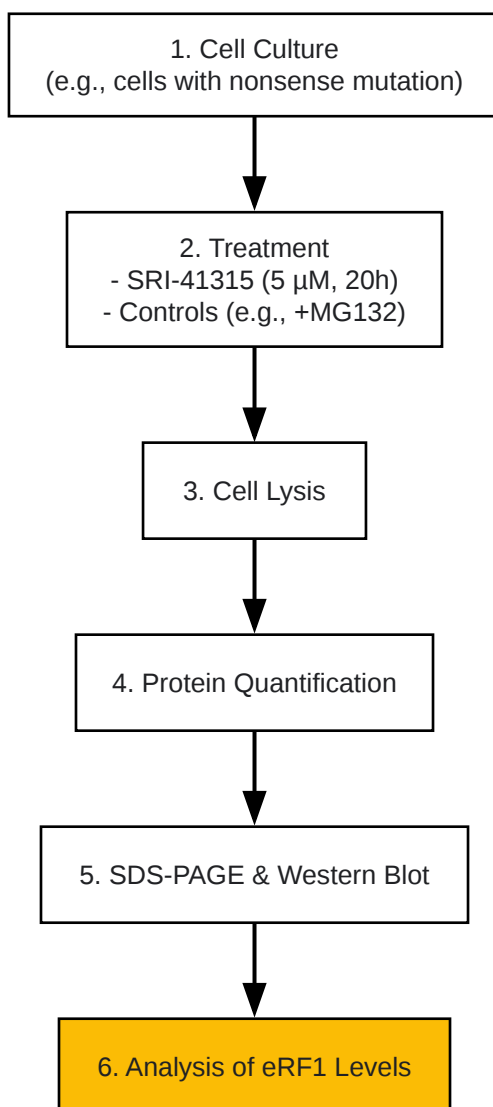 1. Cell Culture
(e.g., cells with nonsense mutation)
2. Treatment
- SRI-41315 (5 µM, 20h)
- Controls (e.g., +MG132)
3. Cell Lysis
4. Protein Quantification
5. SDS-PAGE & Western Blot
6. Analysis of eRF1 Levels